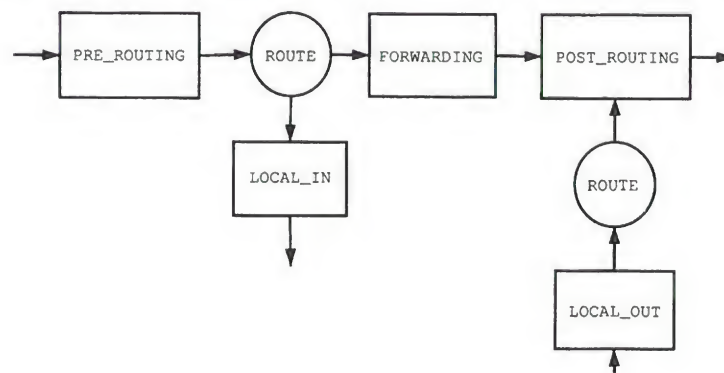 PRE_ROUTING
ROUTE
FORWARDING
POST_ROUTING
LOCAL_IN
ROUTE
LOCAL_OUT